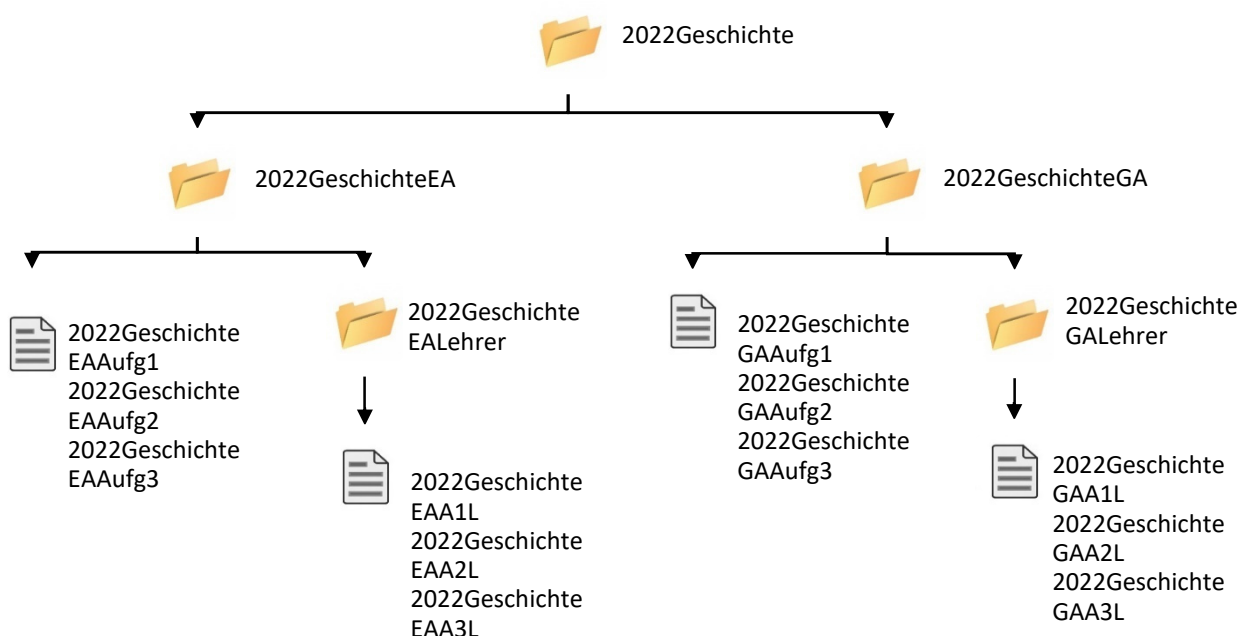 2022Geschichte
2022GeschichteEA
2022GeschichteGA
2022Geschichte
EAAufg1
2022Geschichte
EAAufg2
2022Geschichte
EAAufg3
2022Geschichte
EALehrer
2022Geschichte
EAA1L
2022Geschichte
EAA2L
2022Geschichte
EAA3L
2022Geschichte
GAAufg1
2022Geschichte
GAAufg2
2022Geschichte
GAAufg3
2022Geschichte
GALehrer
2022Geschichte
GAA1L
2022Geschichte
GAA2L
2022Geschichte
GAA3L